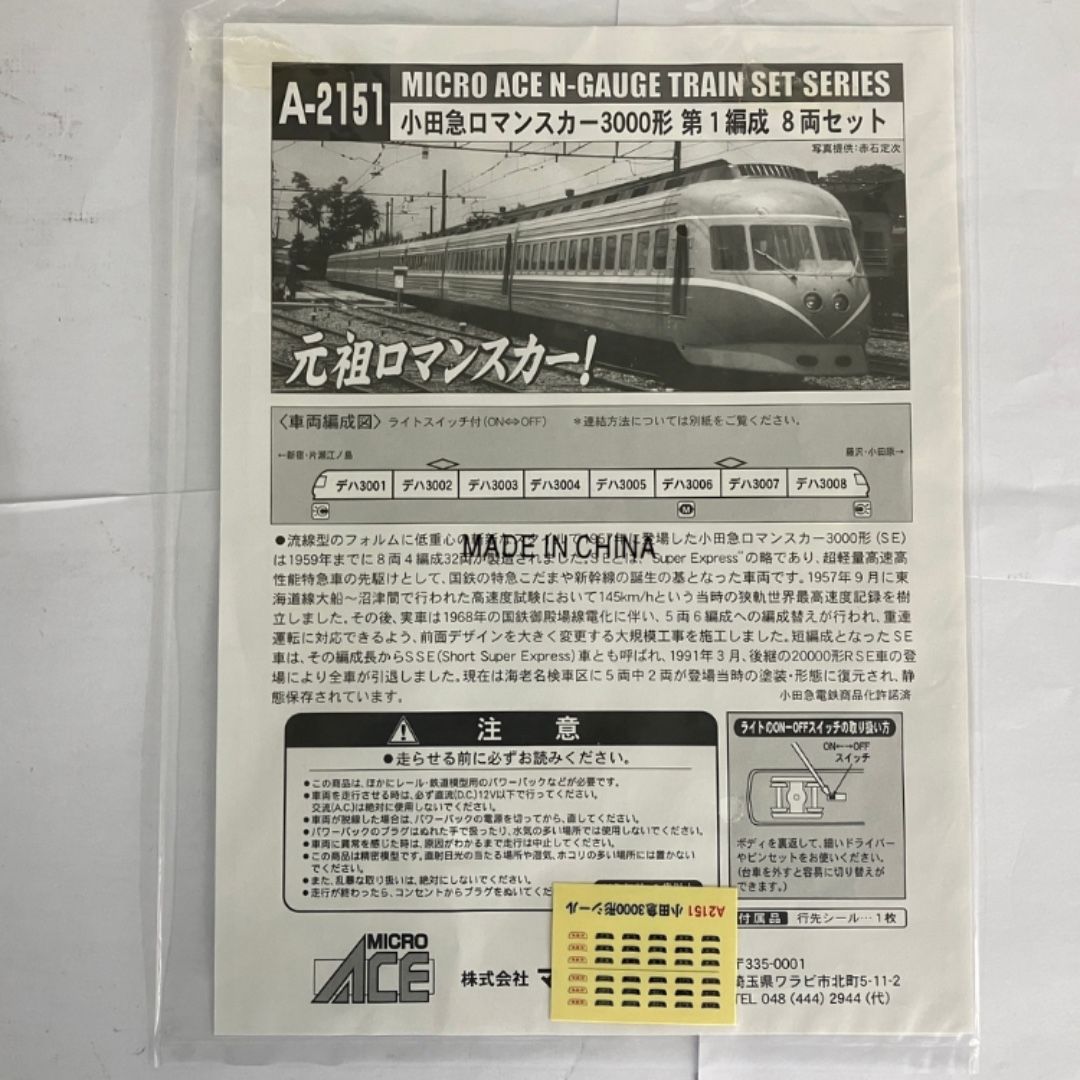 A-2151
MICRO ACE N-GAUGE TRAIN SET SERIES
小田急ロマンスカー3000形 第1編成 8両セット
写真提供:赤石定次
元祖ロマンスカー!
〈車両編成図〉ライトスイッチ付(ON⇔OFF) *連結方法については別紙をご覧ください。
←新宿・片瀬江ノ島 藤沢・小田原→
デハ3001 デハ3002 デハ3003 デハ3004 デハ3005 デハ3006 デハ3007 デハ3008
M
MADE IN CHINA
●流線型のフォルムに低重心の 登場した小田急ロマンスカー3000形(SE)
は1959年までに8両4編成32両が製造されました。SEとは、"Super Express"の略であり、超軽量高速高
性能特急車の先駆けとして、国鉄の特急こだまや新幹線の誕生の基となった車両です。1957年9月に東
海道線大船〜沼津間で行われた高速度試験において145km/hという当時の狭軌世界最高速度記録を樹
立しました。その後、実車は1968年の国鉄御殿場線電化に伴い、5両6編成への編成替えが行われ、重連
運転に対応できるよう、前面デザインを大きく変更する大規模工事を施工しました。短編成となったSE
車は、その編成長からSSE(Short Super Express)車とも呼ばれ、1991年3月、後継の20000形RSE車の登
場により全車が引退しました。現在は海老名検車区に5両中2両が登場当時の塗装・形態に復元され、静
態保存されています。
小田急電鉄商品化許諾済
注意
●走らせる前に必ずお読みください。
●この商品は、ほかにレール・鉄道模型用のパワーパックなどが必要です。
●車両を走行させる時は、必ず直流(D.C.)12V以下で行ってください。
交流(A.C.)は絶対に使用しないでください。
●車両が脱線した場合は、パワーパックの電源を切ってから、直してください。
●パワーパックのプラグはぬれた手で扱ったり、水気の多い場所では使用しないでください。
●車両に異常を感じた時は、原因がわかるまで走行は中止してください。
●この商品は精密模型です。直射日光の当たる場所や湿気、ホコリの多い場所には置かない
でください。
●また、乱暴な取り扱いは、絶対にしないでください。
●走行が終わったら、コンセントからプラグをぬいてくだ
ライトのON-OFFスイッチの取り扱い方
ON←→OFF
スイッチ
ボディを裏返して、細いドライバー
やピンセットをお使いください。
(台車を外すと容易に切り替えが
できます。)
付属品 行先シール…1枚
A2151 小田急3000形シール
MICRO
ACE
株式会社 マ
〒335-0001
埼玉県ワラビ市北町5-11-2
TEL 048 (444) 2944 (代)